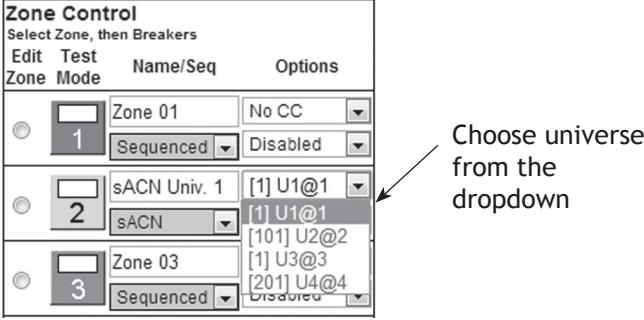 Zone Control
Select Zone, then Breakers
Edit Zone Test Mode Name/Seq Options
1 Zone 01 No CC
Sequenced Disabled
2 sACN Univ. 1 [1] U1@1
sACN
[1] U1@1
[101] U2@2
[1] U3@3
[201] U4@4
3 Zone 03
Sequenced Disabled
Choose universe
from the
dropdown